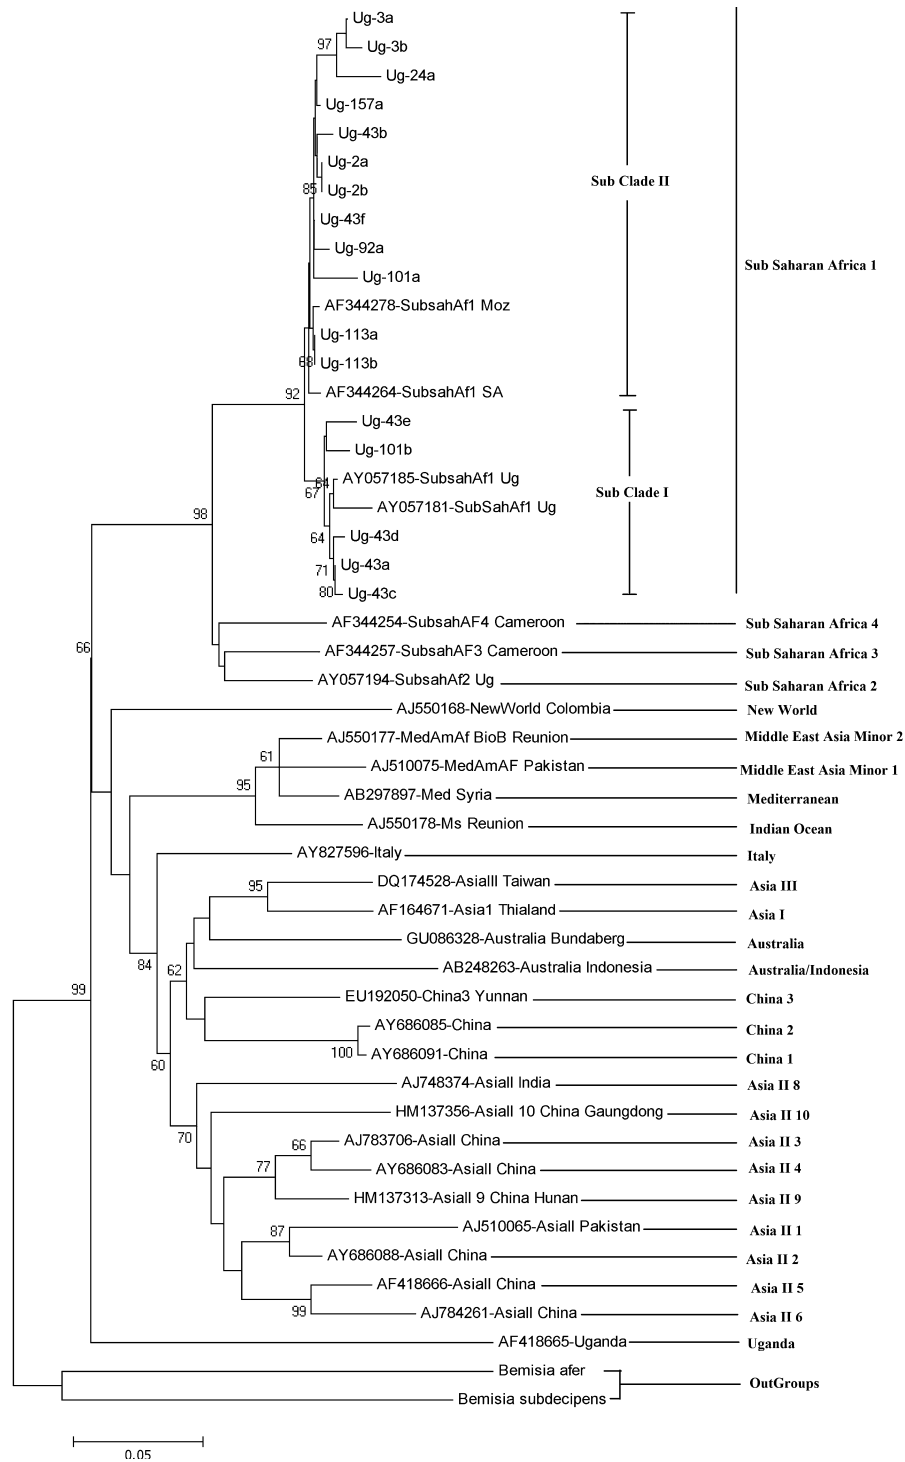 Ug-3a
97
Ug-3b
Ug-24a
Ug-157a
Ug-43b
Ug-2a
Sub Clade II
85
Ug-2b
Ug-43f
Ug-92a
Sub Saharan Africa 1
Ug-101a
AF344278-SubsahAf1 Moz
Ug-113a
68
Ug-113b
92
AF344264-SubsahAf1 SA
Ug-43e
Ug-101b
AY057185-SubsahAf1 Ug
64
67
Sub Clade I
AY057181-SubSahAf1 Ug
98
64
Ug-43d
71
Ug-43a
80
Ug-43c
AF344254-SubsahAF4 Cameroon
Sub Saharan Africa 4
66
AF344257-SubsahAF3 Cameroon
Sub Saharan Africa 3
AY057194-SubsahAf2 Ug
Sub Saharan Africa 2
AJ550168-NewWorld Colombia
New World
AJ550177-MedAmAf BioB Reunion
Middle East Asia Minor 2
61
AJ510075-MedAmAF Pakistan
Middle East Asia Minor 1
95
AB297897-Med Syria
Mediterranean
AJ550178-Ms Reunion
Indian Ocean
AY827596-Italy
Italy
95
DQ174528-AsiaIII Taiwan
Asia III
AF164671-Asia1 Thialand
Asia I
GU086328-Australia Bundaberg
Australia
84
62
AB248263-Australia Indonesia
Australia/Indonesia
99
EU192050-China3 Yunnan
China 3
AY686085-China
China 2
100
AY686091-China
China 1
60
AJ748374-AsiaII India
Asia II 8
HM137356-AsiaII 10 China Gaungdong
Asia II 10
70
66
AJ783706-AsiaII China
Asia II 3
77
AY686083-AsiaII China
Asia II 4
HM137313-AsiaII 9 China Hunan
Asia II 9
87
AJ510065-AsiaII Pakistan
Asia II 1
AY686088-AsiaII China
Asia II 2
AF418666-AsiaII China
Asia II 5
99
AJ784261-AsiaII China
Asia II 6
AF418665-Uganda
Uganda
Bemisia afer
OutGroups
Bemisia subdecipens
0.05